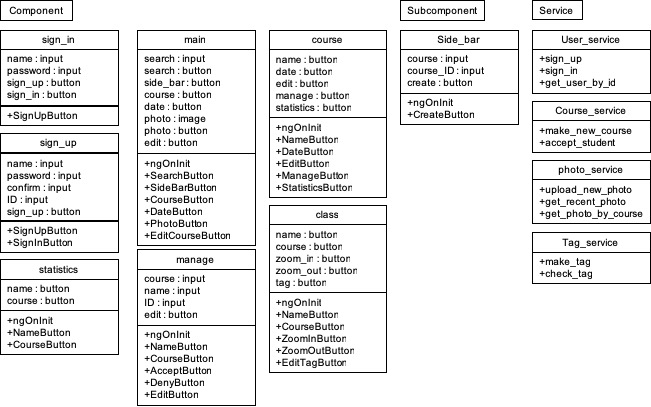 Component
sign_in
name : input
password : input
sign_up : button
sign_in : button
+SignUpButton
sign_up
name : input
password : input
confirm : input
ID : input
sign_up : button
+SignUpButton
+SignInButton
statistics
name : button
course : button
+ngOnInit
+NameButton
+CourseButton
main
search : input
search : button
side_bar : button
course : button
date : button
photo : image
photo : button
edit : button
+ngOnInit
+SearchButton
+SideBarButton
+CourseButton
+DateButton
+PhotoButton
+EditCourseButton
manage
course : input
name : input
ID : input
edit : button
+ngOnInit
+NameButton
+CourseButton
+AcceptButton
+DenyButton
+EditButton
course
name : button
date : button
edit : button
manage : button
statistics : button
+ngOnInit
+NameButton
+DateButton
+EditButton
+ManageButton
+StatisticsButton
class
name : button
course : button
zoom_in : button
zoom_out : button
tag : button
+ngOnInit
+NameButton
+CourseButton
+ZoomInButton
+ZoomOutButton
+EditTagButton
Subcomponent
Side_bar
course : input
course_ID : input
create : button
+ngOnInit
+CreateButton
Service
User_service
+sign_up
+sign_in
+get_user_by_id
Course_service
+make_new_course
+accept_student
photo_service
+upload_new_photo
+get_recent_photo
+get_photo_by_course
Tag_service
+make_tag
+check_tag